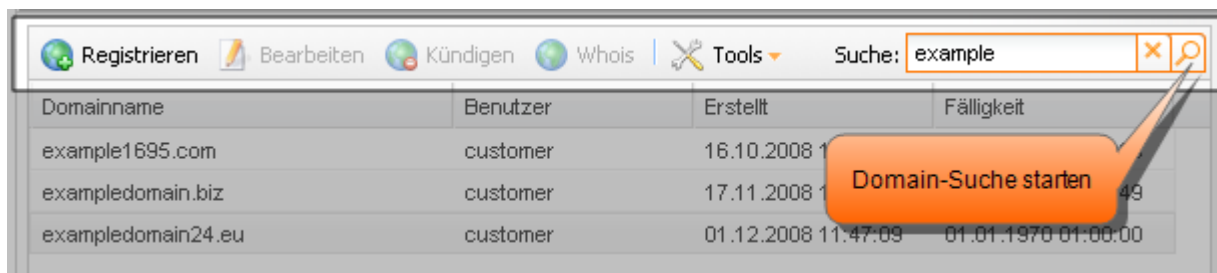 Registrieren Bearbeiten Kündigen Whois Tools Suche: example
Domainname Benutzer Erstellt Fälligkeit
example1695.com customer 16.10.2008
Domain-Suche starten
exampledomain.biz customer 17.11.2008 49
exampledomain24.eu customer 01.12.2008 11:47:09 01.01.1970 01:00:00